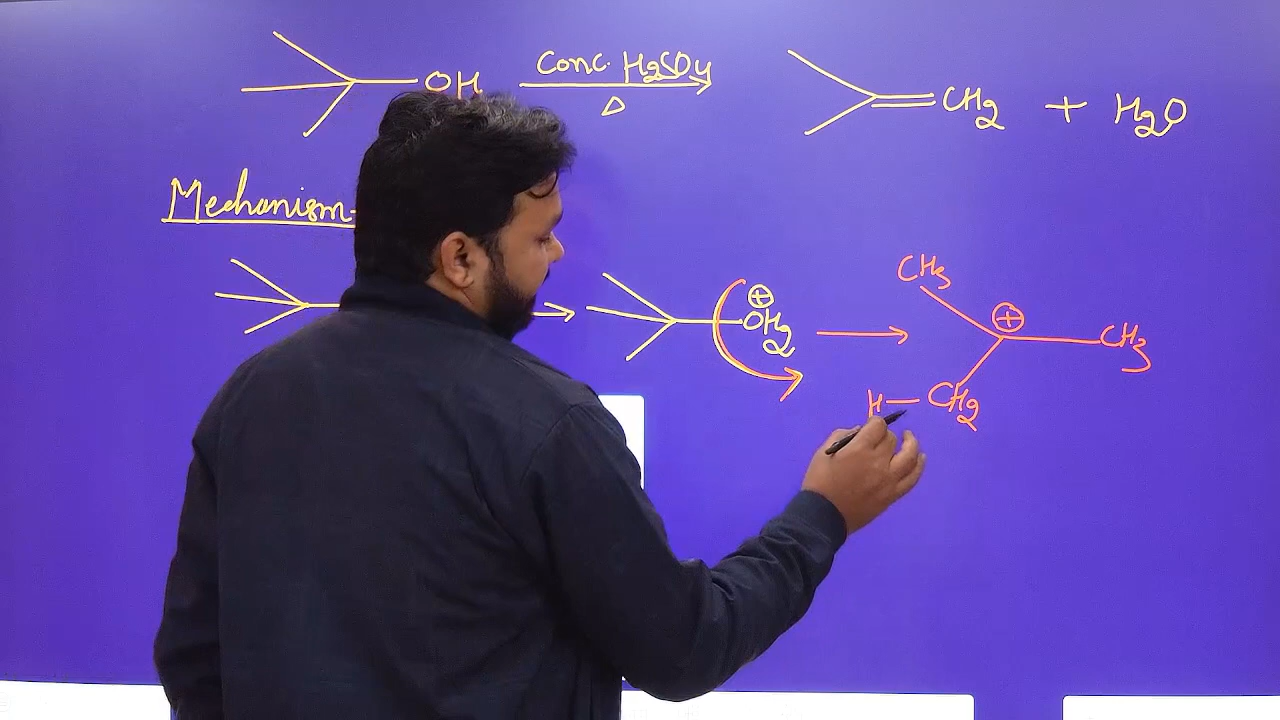 OH Conc. H2SO4 Δ CH2 + H2O
Mechanism-
⊕ OH2
CH3 ⊕ CH3
H—CH2